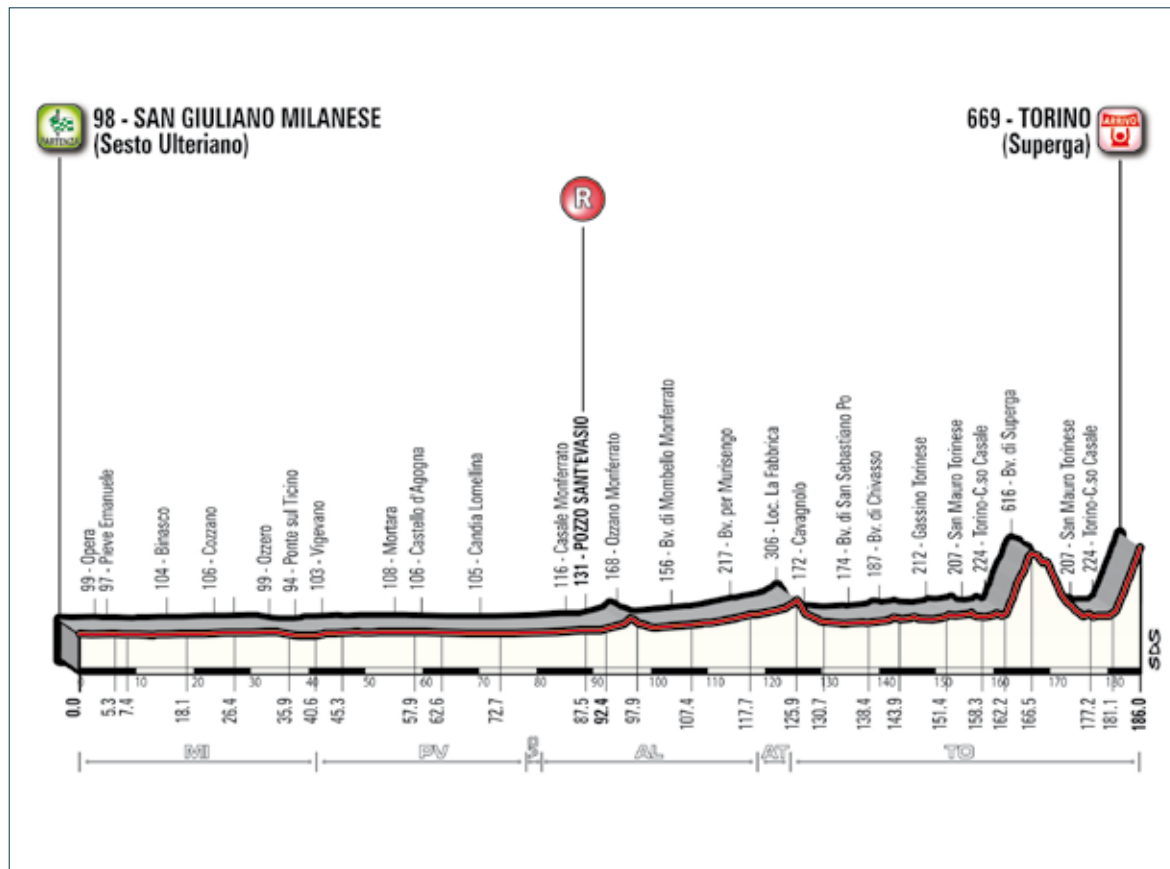 98 - SAN GIULIANO MILANESE
(Sesto Ulteriano)
PARTENZA
669 - TORINO
(Superga)
ARRIVO
R
99 - Opera
97 - Pieve Emanuele
104 - Binasco
106 - Cozzano
99 - Ozzero
94 - Ponte sul Ticino
103 - Vigevano
108 - Mortara
106 - Castello d'Agogna
105 - Candia Lomellina
116 - Casale Monferrato
131 - POZZO SANT'EVASIO
168 - Ozzano Monferrato
156 - Bv. di Mombello Monferrato
217 - Bv. per Murisengo
306 - Loc. La Fabbrica
172 - Cavagnolo
174 - Bv. di San Sebastiano Po
187 - Bv. di Chivasso
212 - Gassino Torinese
207 - San Mauro Torinese
224 - Torino-C.so Casale
616 - Bv. di Superga
207 - San Mauro Torinese
224 - Torino-C.so Casale
SDS
0 10 20 30 40 50 60 70 80 90 100 110 120 130 140 150 160 170 180
0.0 5.3 7.4 18.1 26.4 35.9 40.6 45.3 57.9 62.6 72.7 87.5 92.4 97.9 107.4 117.7 125.9 130.7 138.4 143.9 151.4 158.3 162.2 166.5 177.2 181.1 186.0
MI PV AL AT TO